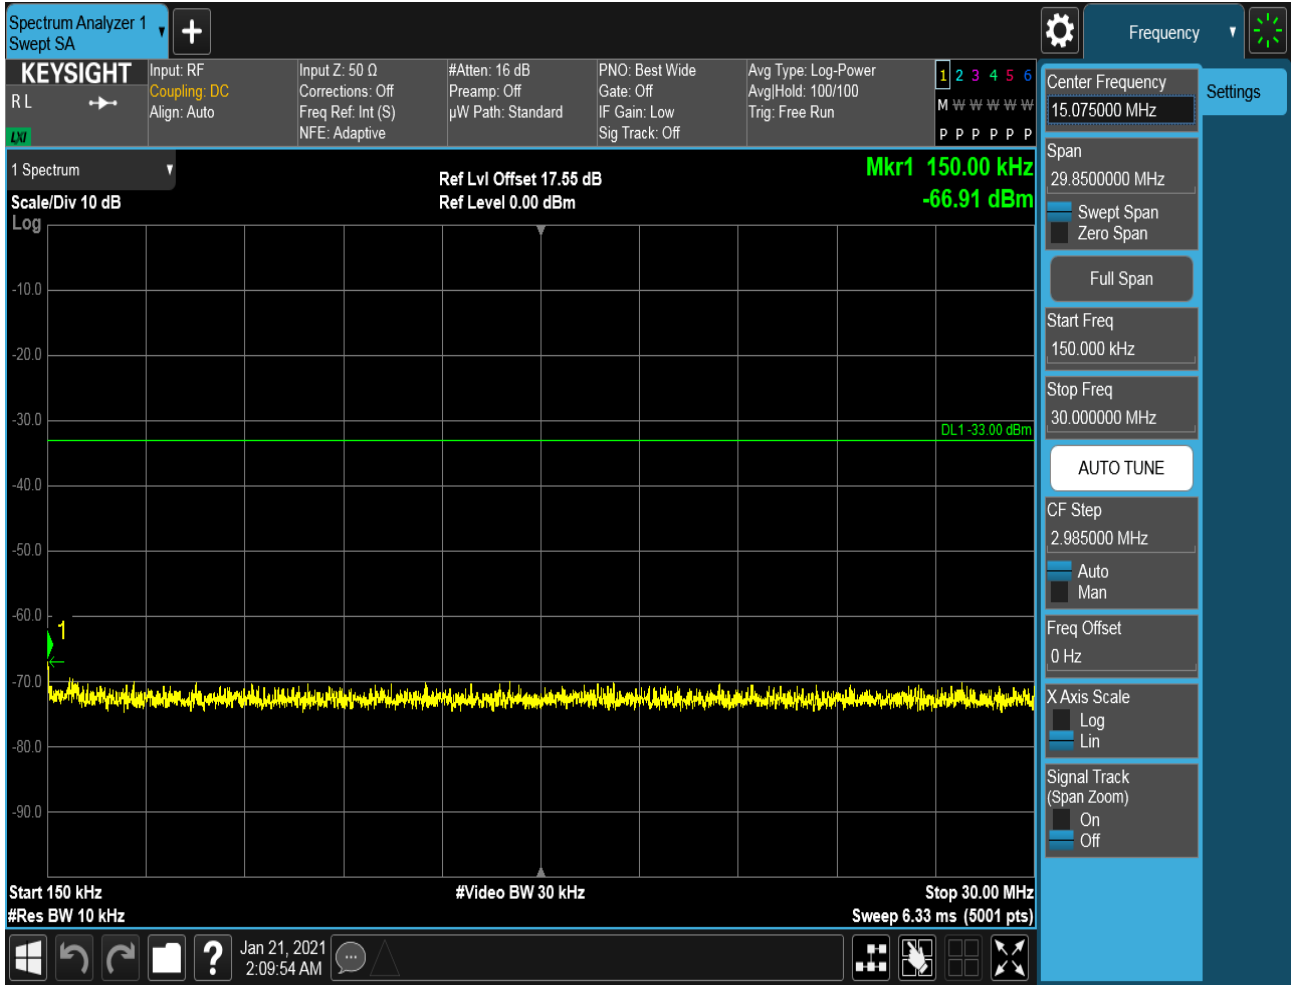 Spectrum Analyzer 1
Swept SA
Frequency
KEYSIGHT
R L
LXI
Input: RF
Coupling: DC
Align: Auto
Input Z: 50 Ω
Corrections: Off
Freq Ref: Int (S)
NFE: Adaptive
#Atten: 16 dB
Preamp: Off
µW Path: Standard
PNO: Best Wide
Gate: Off
IF Gain: Low
Sig Track: Off
Avg Type: Log-Power
Avg|Hold: 100/100
Trig: Free Run
1 2 3 4 5 6
M W W W W W
P P P P P P
1 Spectrum
Scale/Div 10 dB
Log
Ref Lvl Offset 17.55 dB
Ref Level 0.00 dBm
Mkr1 150.00 kHz
-66.91 dBm
-10.0
-20.0
-30.0
DL1 -33.00 dBm
-40.0
-50.0
-60.0
1
-70.0
-80.0
-90.0
Start 150 kHz
#Res BW 10 kHz
#Video BW 30 kHz
Stop 30.00 MHz
Sweep 6.33 ms (5001 pts)
Center Frequency
15.075000 MHz
Settings
Span
29.8500000 MHz
Swept Span
Zero Span
Full Span
Start Freq
150.000 kHz
Stop Freq
30.000000 MHz
AUTO TUNE
CF Step
2.985000 MHz
Auto
Man
Freq Offset
0 Hz
X Axis Scale
Log
Lin
Signal Track
(Span Zoom)
On
Off
?
Jan 21, 2021
2:09:54 AM